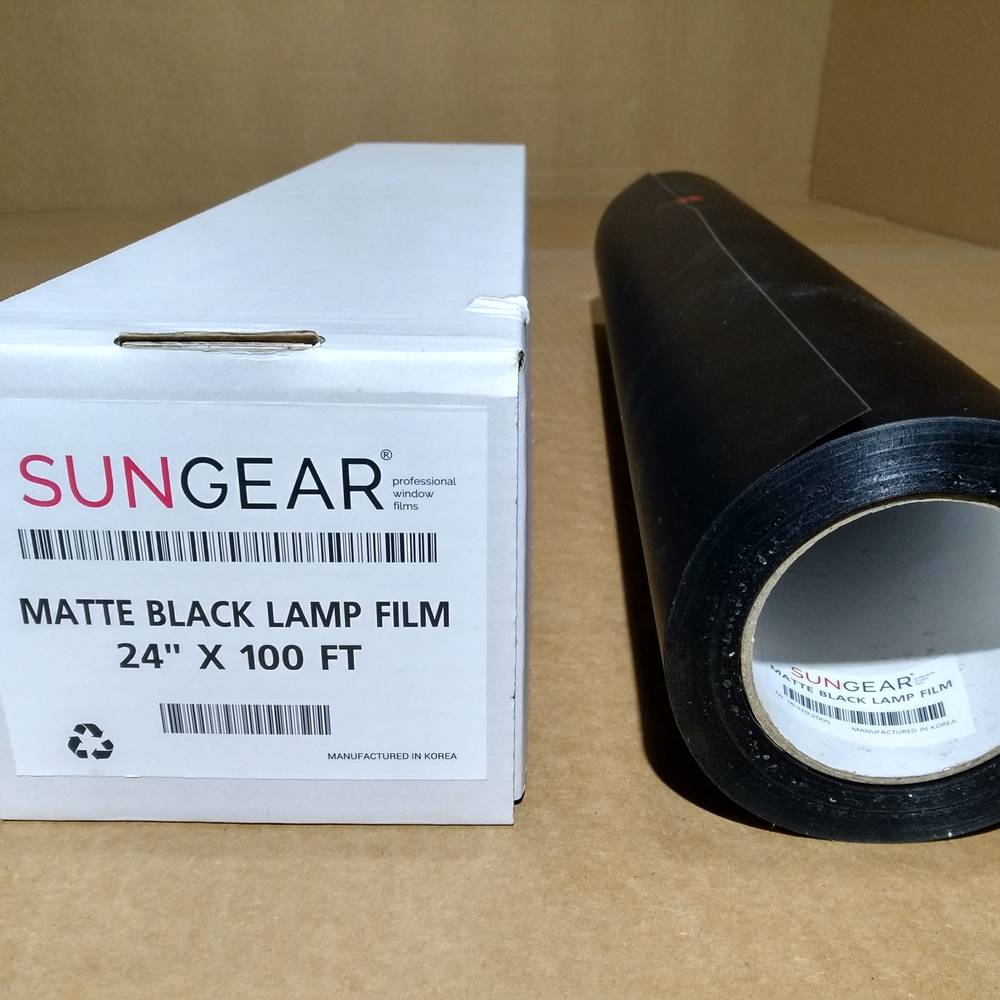 SUNGEAR®
professional
window
films
MATTE BLACK LAMP FILM
24" X 100 FT
MANUFACTURED IN KOREA
SUNGEAR®
MATTE BLACK LAMP FILM
MANUFACTURED IN KOREA